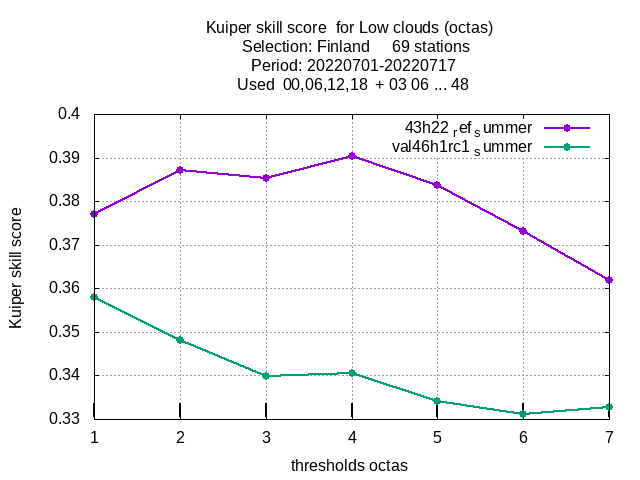 Kuiper skill score  for Low clouds (octas)
Selection: Finland     69 stations
Period: 20220701-20220717
Used  00,06,12,18  + 03 06 ... 48
43h22_ref_summer
val46h1rc1_summer
0.4
0.39
0.38
0.37
0.36
0.35
0.34
0.33
Kuiper skill score
1 2 3 4 5 6 7
thresholds octas